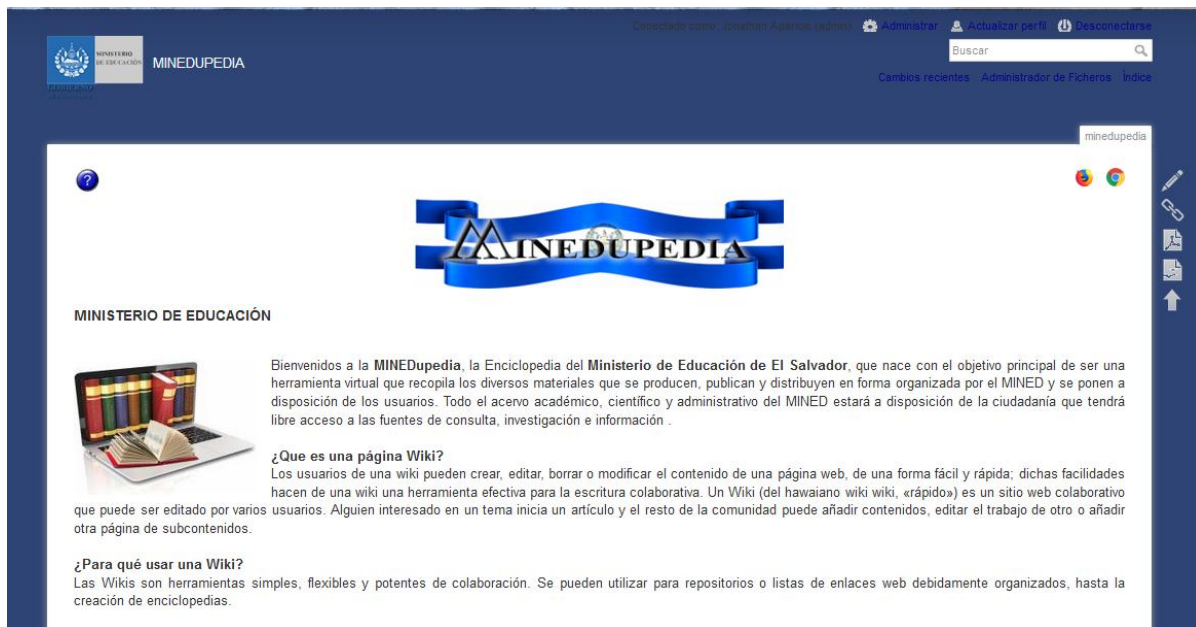 Conectado como: Jonathan Aparicio (admin) Administrar Actualizar perfil Desconectarse
MINISTERIO
DE EDUCACIÓN
MINEDUPEDIA
Buscar
GOBIERNO
Cambios recientes Administrador de Ficheros Índice
minedupedia
?
MINEDUPEDIA
MINISTERIO DE EDUCACIÓN
Bienvenidos a la MINEDupedia, la Enciclopedia del Ministerio de Educación de El Salvador, que nace con el objetivo principal de ser una
herramienta virtual que recopila los diversos materiales que se producen, publican y distribuyen en forma organizada por el MINED y se ponen a
disposición de los usuarios. Todo el acervo académico, científico y administrativo del MINED estará a disposición de la ciudadanía que tendrá
libre acceso a las fuentes de consulta, investigación e información .
¿Que es una página Wiki?
Los usuarios de una wiki pueden crear, editar, borrar o modificar el contenido de una página web, de una forma fácil y rápida; dichas facilidades
hacen de una wiki una herramienta efectiva para la escritura colaborativa. Un Wiki (del hawaiano wiki wiki, «rápido») es un sitio web colaborativo
que puede ser editado por varios usuarios. Alguien interesado en un tema inicia un artículo y el resto de la comunidad puede añadir contenidos, editar el trabajo de otro o añadir
otra página de subcontenidos.
¿Para qué usar una Wiki?
Las Wikis son herramientas simples, flexibles y potentes de colaboración. Se pueden utilizar para repositorios o listas de enlaces web debidamente organizados, hasta la
creación de enciclopedias.